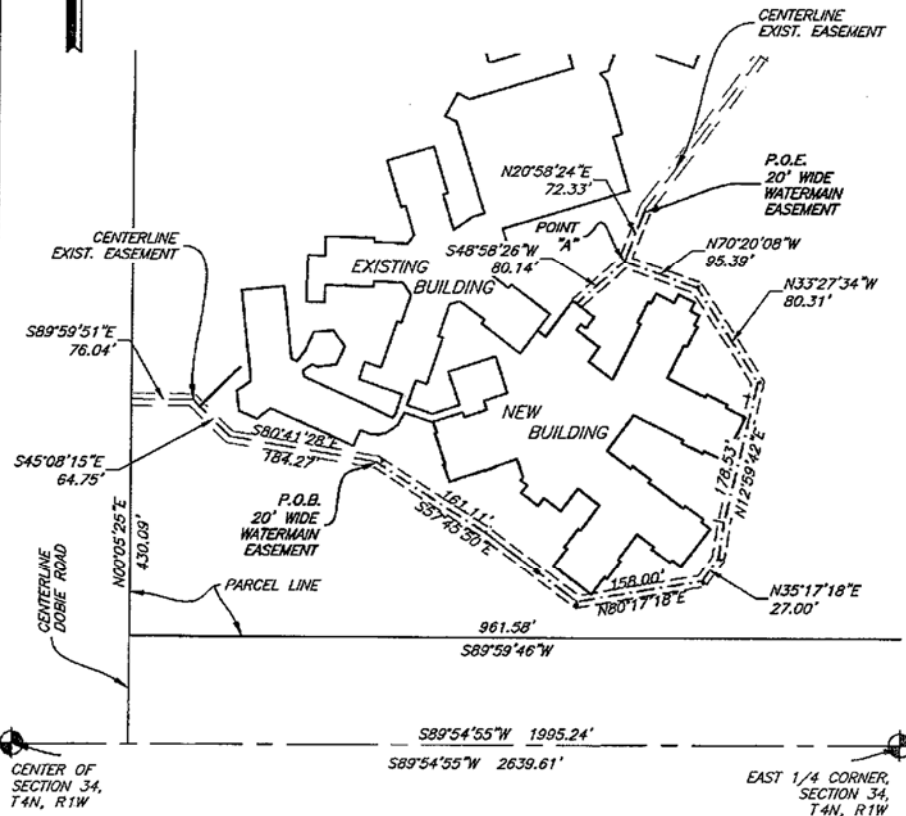 CENTERLINE
EXIST. EASEMENT
N20°58'24"E
72.33'
P.O.E.
20' WIDE
WATERMAIN
EASEMENT
POINT
"A"
S48°58'26"W
80.14'
N70°20'08"W
95.39'
N33°27'34"W
80.31'
CENTERLINE
EXIST. EASEMENT
EXISTING
BUILDING
S89°59'51"E
76.04'
NEW
BUILDING
S80°41'28"E
184.27'
S45°08'15"E
64.75'
P.O.B.
20' WIDE
WATERMAIN
EASEMENT
161.11'
S57°45'50"E
178.53'
N12°59'42"E
N00°05'25"E
430.09'
PARCEL LINE
158.00'
N80°17'18"E
N35°17'18"E
27.00'
CENTERLINE
DOBIE ROAD
961.58'
S89°59'46"W
S89°54'55"W 1995.24'
S89°54'55"W 2639.61'
CENTER OF
SECTION 34,
T4N, R1W
EAST 1/4 CORNER,
SECTION 34,
T4N, R1W